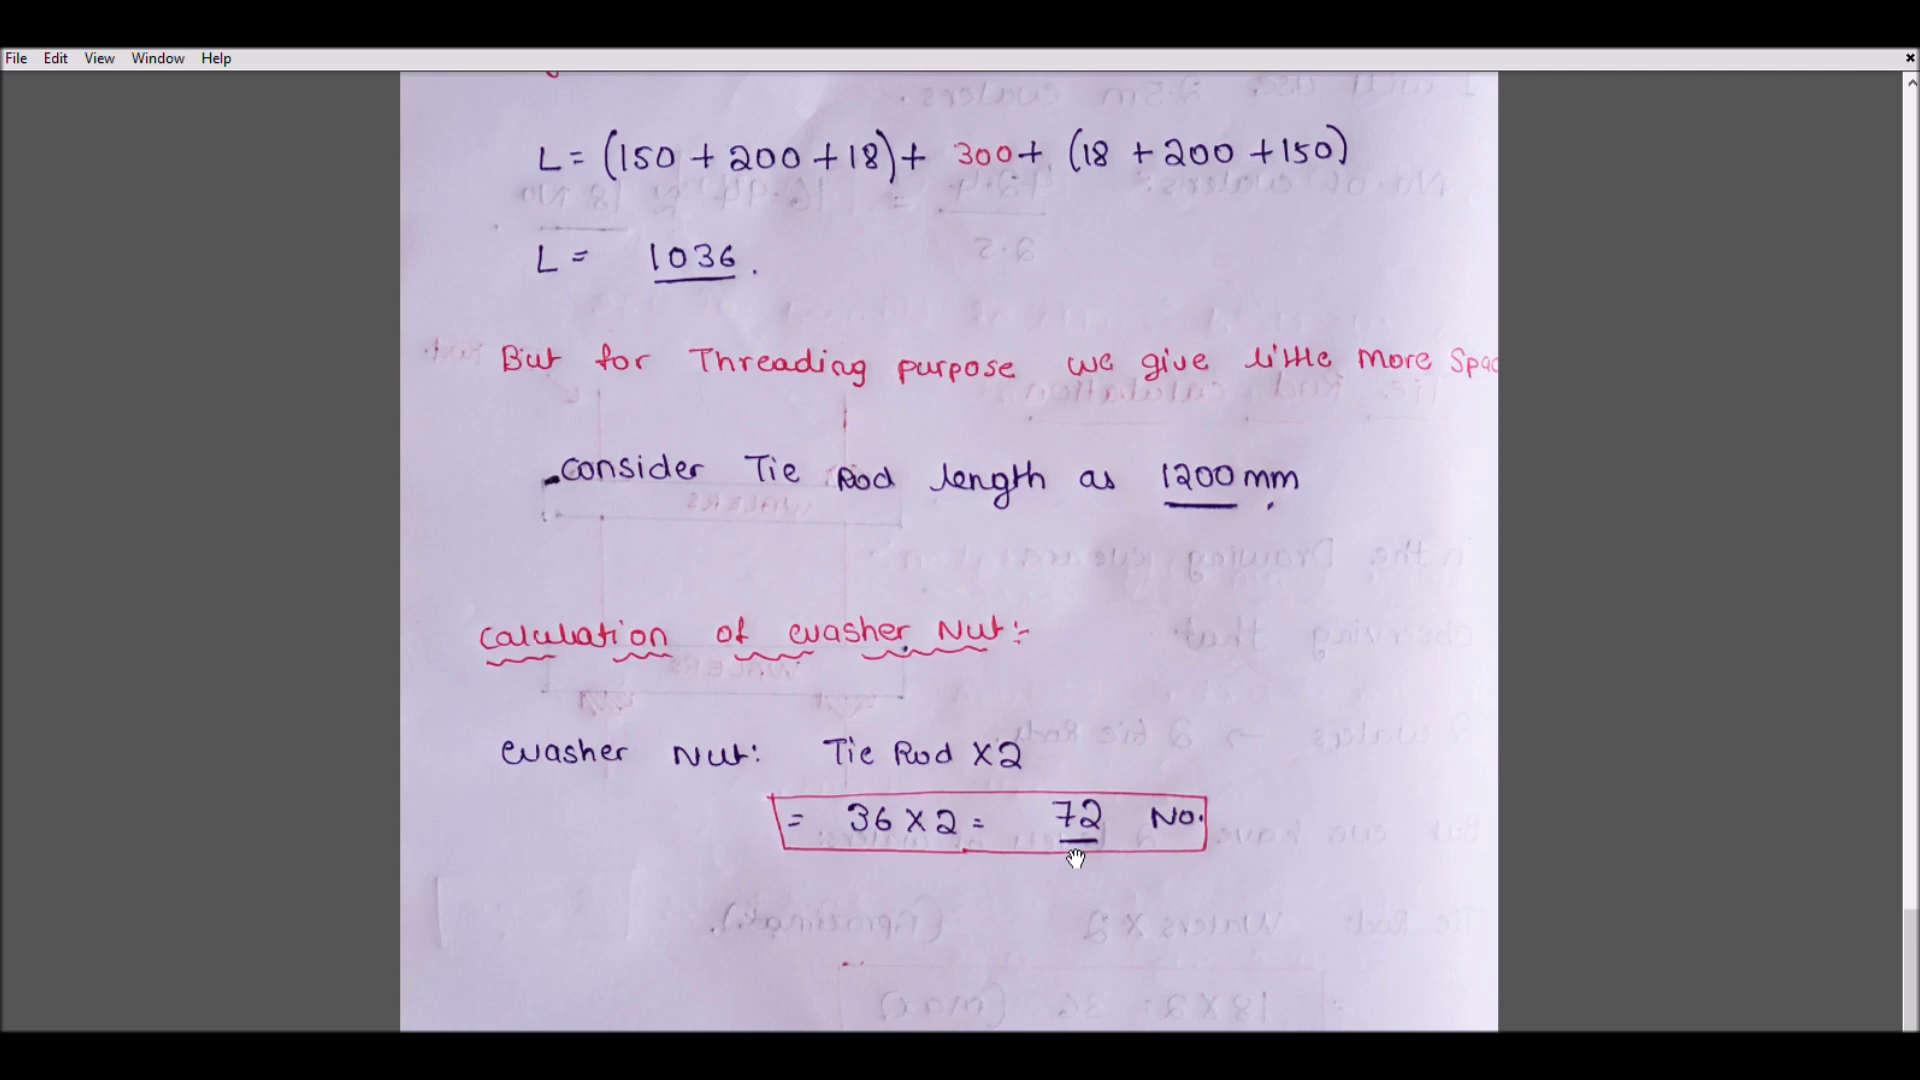 File Edit View Window Help
L = (150 + 200 + 18) + 300 + (18 + 200 + 150)
L = 1036.
But for Threading purpose we give little More Spac
consider Tie Rod length as 1200 mm
calculation of washer Nut:-
washer Nut: Tie Rod X 2
= 36 X 2 = 72 No.